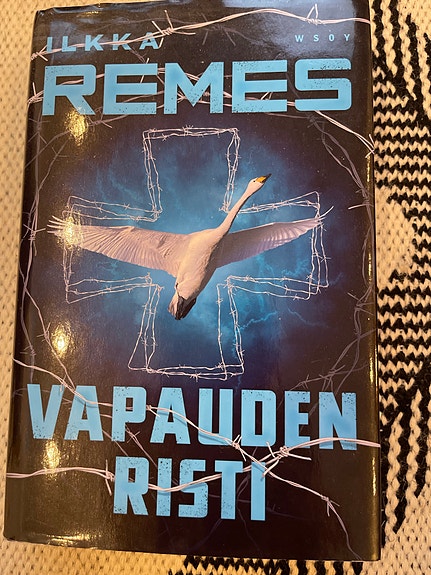 ILKKA
WSOY
REMES
VAPAUDEN
RISTI